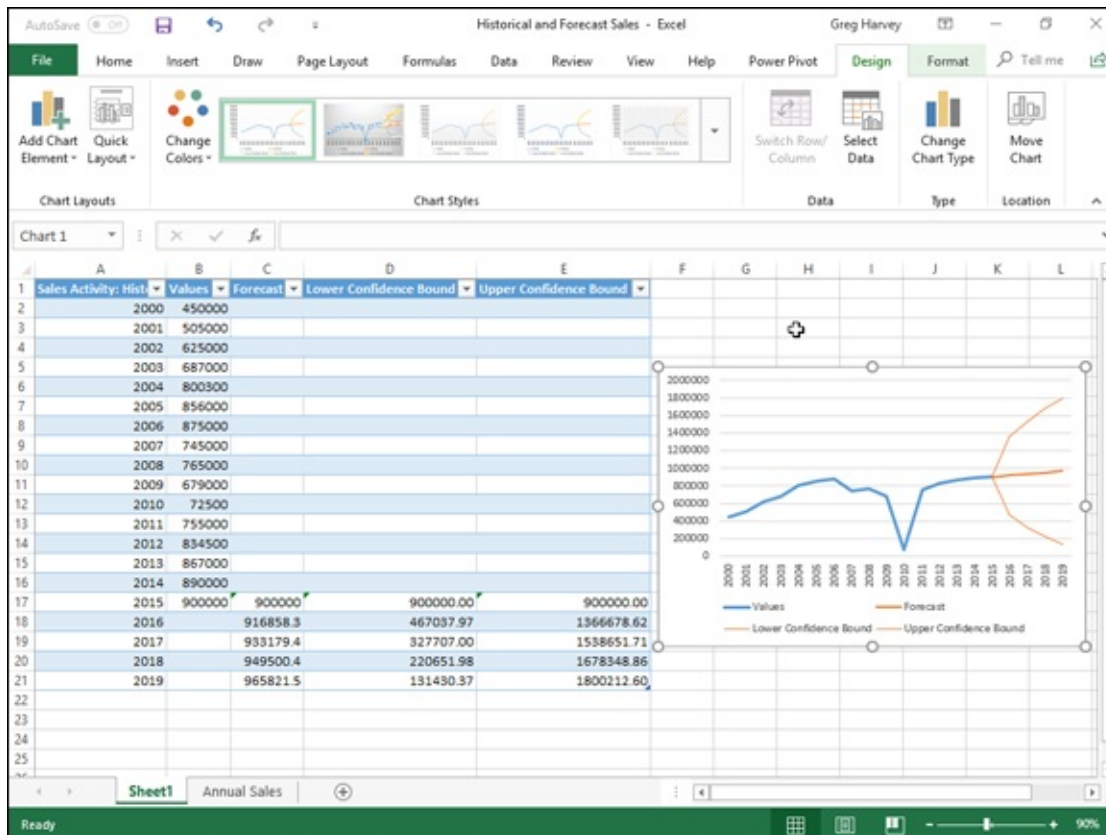 AutoSave Off Historical and Forecast Sales - Excel Greg Harvey
File Home Insert Draw Page Layout Formulas Data Review View Help Power Pivot Design Format Tell me
Add Chart Element Quick Layout Change Colors Switch Row/ Column Select Data Change Chart Type Move Chart
Chart Layouts Chart Styles Data Type Location
Chart 1 fx
A B C D E F G H I J K L
1 Sales Activity: Hist Values Forecast Lower Confidence Bound Upper Confidence Bound
2 2000 450000
3 2001 505000
4 2002 625000
5 2003 687000
6 2004 800300
7 2005 856000
8 2006 875000
9 2007 745000
10 2008 765000
11 2009 679000
12 2010 72500
13 2011 755000
14 2012 834500
15 2013 867000
16 2014 890000
17 2015 900000 900000 900000.00 900000.00
18 2016 916858.3 467037.97 1366678.62
19 2017 933179.4 327707.00 1538651.71
20 2018 949500.4 220651.98 1678348.86
21 2019 965821.5 131430.37 1800212.60
22
23
24
25
2000000
1800000
1600000
1400000
1200000
1000000
800000
600000
400000
200000
0
2000 2001 2002 2003 2004 2005 2006 2007 2008 2009 2010 2011 2012 2013 2014 2015 2016 2017 2018 2019
Values Forecast
Lower Confidence Bound Upper Confidence Bound
Sheet1 Annual Sales
Ready 90%